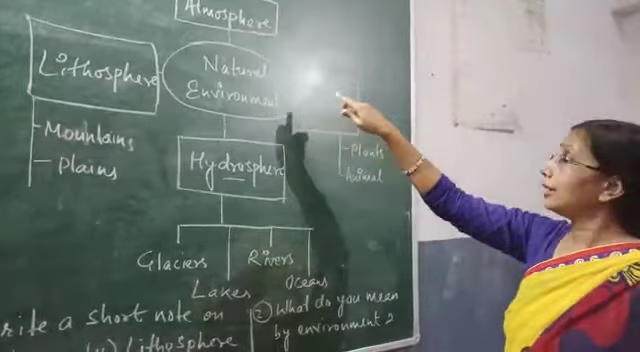 Atmosphere
Lithosphere
Natural
Environment
- Mountains
- Plains
Hydrosphere
- Plants
- Animal
Glaciers
Rivers
Lakes
Oceans
write a short note on
Lithosphere
② What do you mean
by environment?